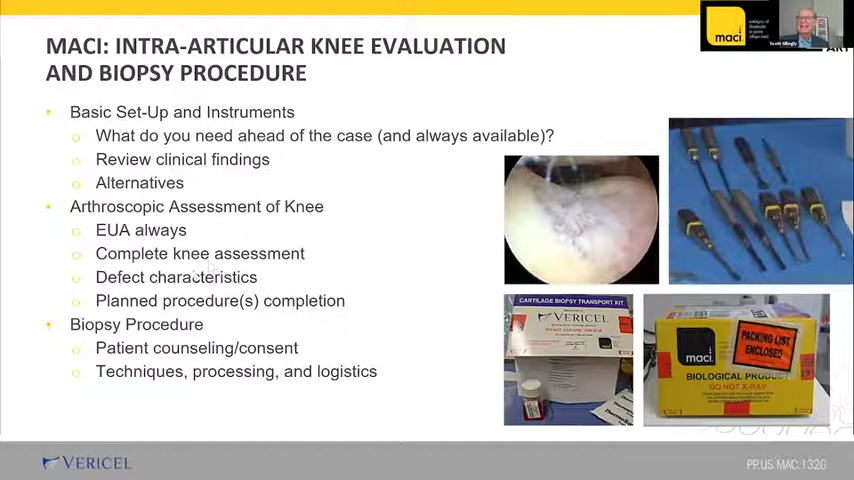 MACI: INTRA-ARTICULAR KNEE EVALUATION
AND BIOPSY PROCEDURE
maci
Scott Gillogly
• Basic Set-Up and Instruments
o What do you need ahead of the case (and always available)?
o Review clinical findings
o Alternatives
• Arthroscopic Assessment of Knee
o EUA always
o Complete knee assessment
o Defect characteristics
o Planned procedure(s) completion
• Biopsy Procedure
o Patient counseling/consent
o Techniques, processing, and logistics
CARTILAGE BIOPSY TRANSPORT KIT
VERICEL
maci
PACKING LIST
ENCLOSED
BIOLOGICAL PRODUCT
DO NOT X-RAY
VERICEL
PP.US.MAC.1320